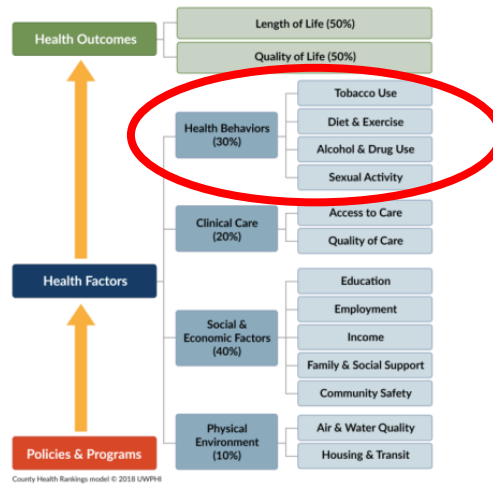 Health Outcomes
Length of Life (50%)
Quality of Life (50%)
Health Behaviors
(30%)
Tobacco Use
Diet & Exercise
Alcohol & Drug Use
Sexual Activity
Clinical Care
(20%)
Access to Care
Quality of Care
Health Factors
Social &
Economic Factors
(40%)
Education
Employment
Income
Family & Social Support
Community Safety
Physical
Environment
(10%)
Air & Water Quality
Housing & Transit
Policies & Programs
County Health Rankings model © 2018 UWPHI